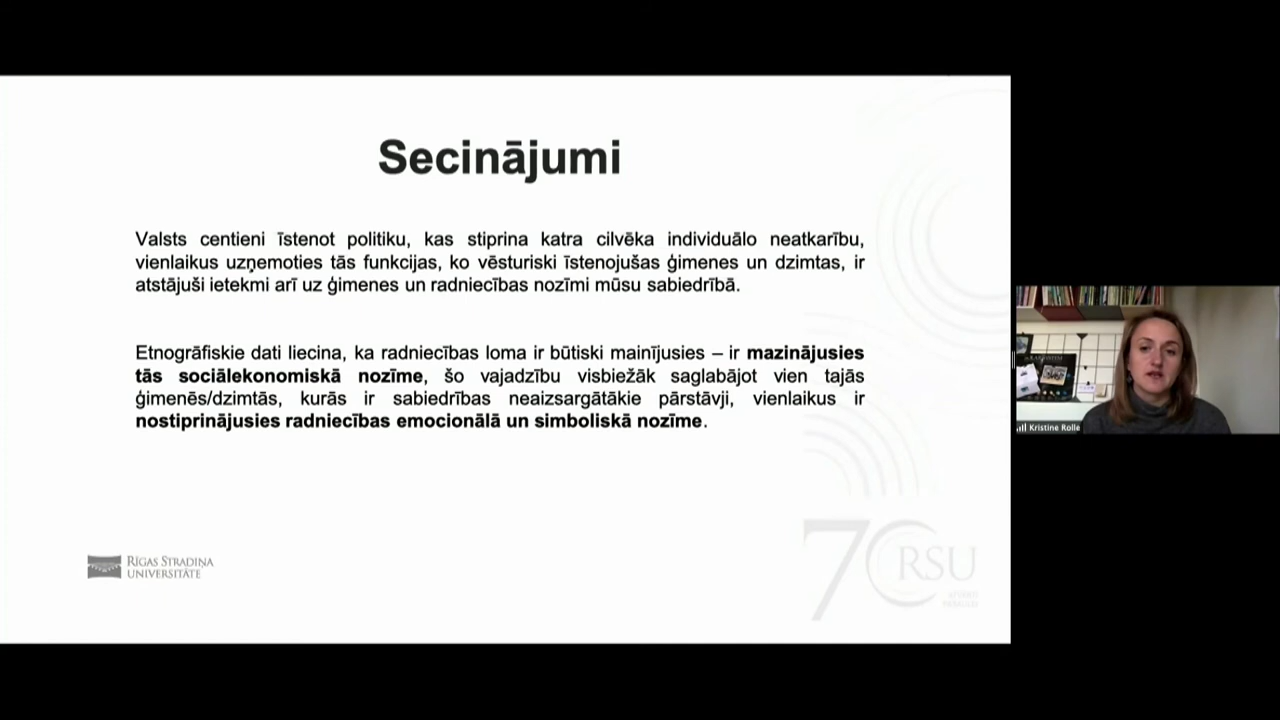 Secinājumi
Valsts centieni īstenot politiku, kas stiprina katra cilvēka individuālo neatkarību,
vienlaikus uzņemoties tās funkcijas, ko vēsturiski īstenojušas ģimenes un dzimtas, ir
atstājuši ietekmi arī uz ģimenes un radniecības nozīmi mūsu sabiedrībā.
Etnogrāfiskie dati liecina, ka radniecības loma ir būtiski mainījusies – ir mazinājusies
tās sociālekonomiskā nozīme, šo vajadzību visbiežāk saglabājot vien tajās
ģimenēs/dzimtās, kurās ir sabiedrības neaizsargātākie pārstāvji, vienlaikus ir
nostiprinājusies radniecības emocionālā un simboliskā nozīme.
RĪGAS STRADIŅA
UNIVERSITĀTE
70 RSU
Kristine Rolle